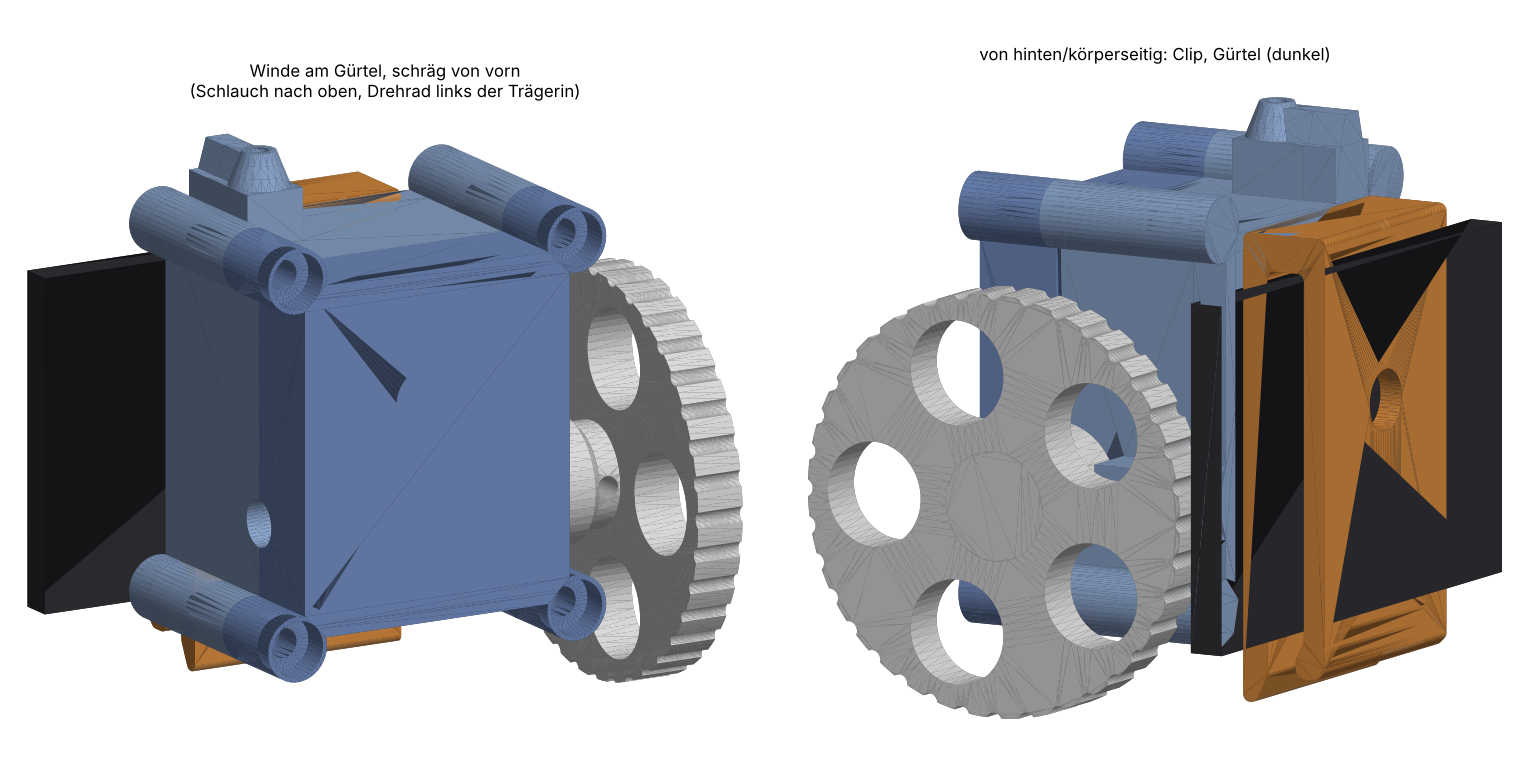 Winde am Gürtel, schräg von vorn
(Schlauch nach oben, Drehrad links der Trägerin)
von hinten/körperseitig: Clip, Gürtel (dunkel)